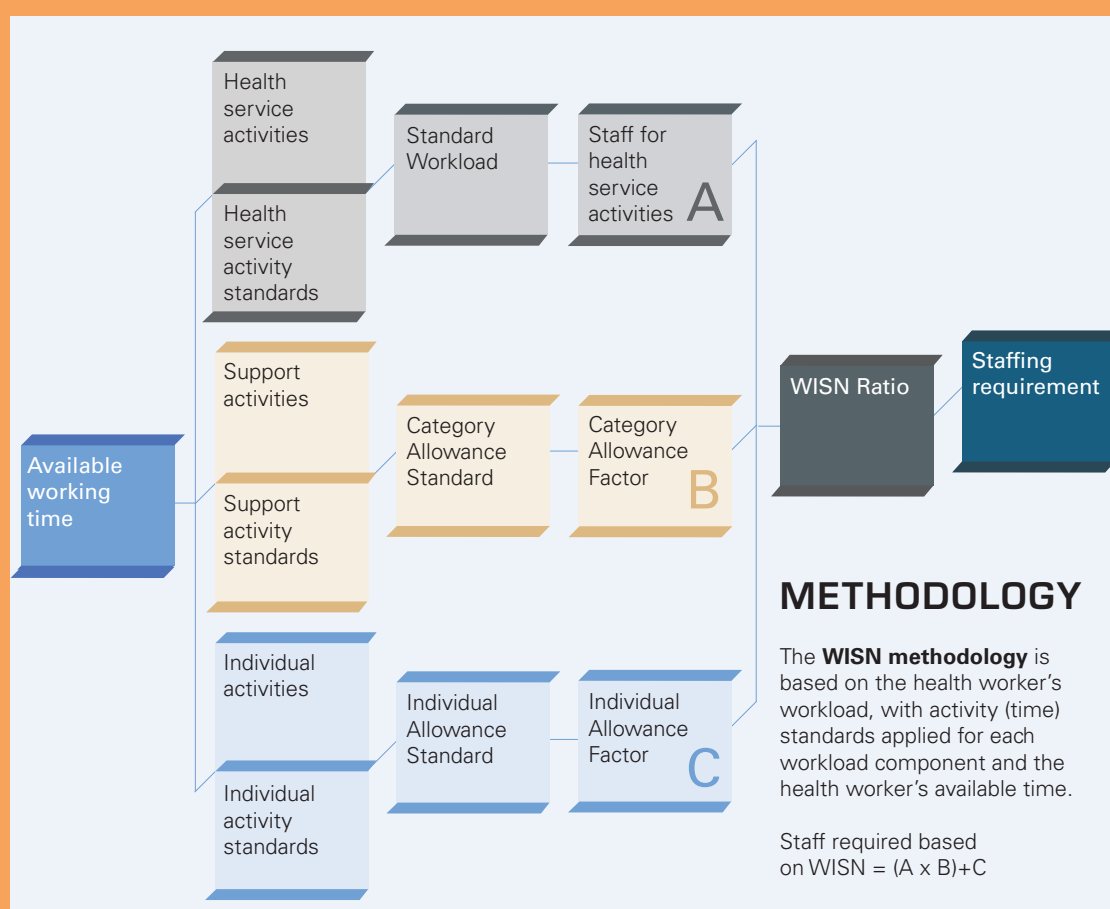 Health
service
activities
Health
service
activity
standards
Standard
Workload
Staff for
health
service
activities
A
Support
activities
Support
activity
standards
Category
Allowance
Standard
Category
Allowance
Factor
B
Available
working
time
Individual
activities
Individual
activity
standards
Individual
Allowance
Standard
Individual
Allowance
Factor
C
WISN Ratio
Staffing
requirement
METHODOLOGY
The WISN methodology is
based on the health worker’s
workload, with activity (time)
standards applied for each
workload component and the
health worker’s available time.
Staff required based
on WISN = (A x B)+C